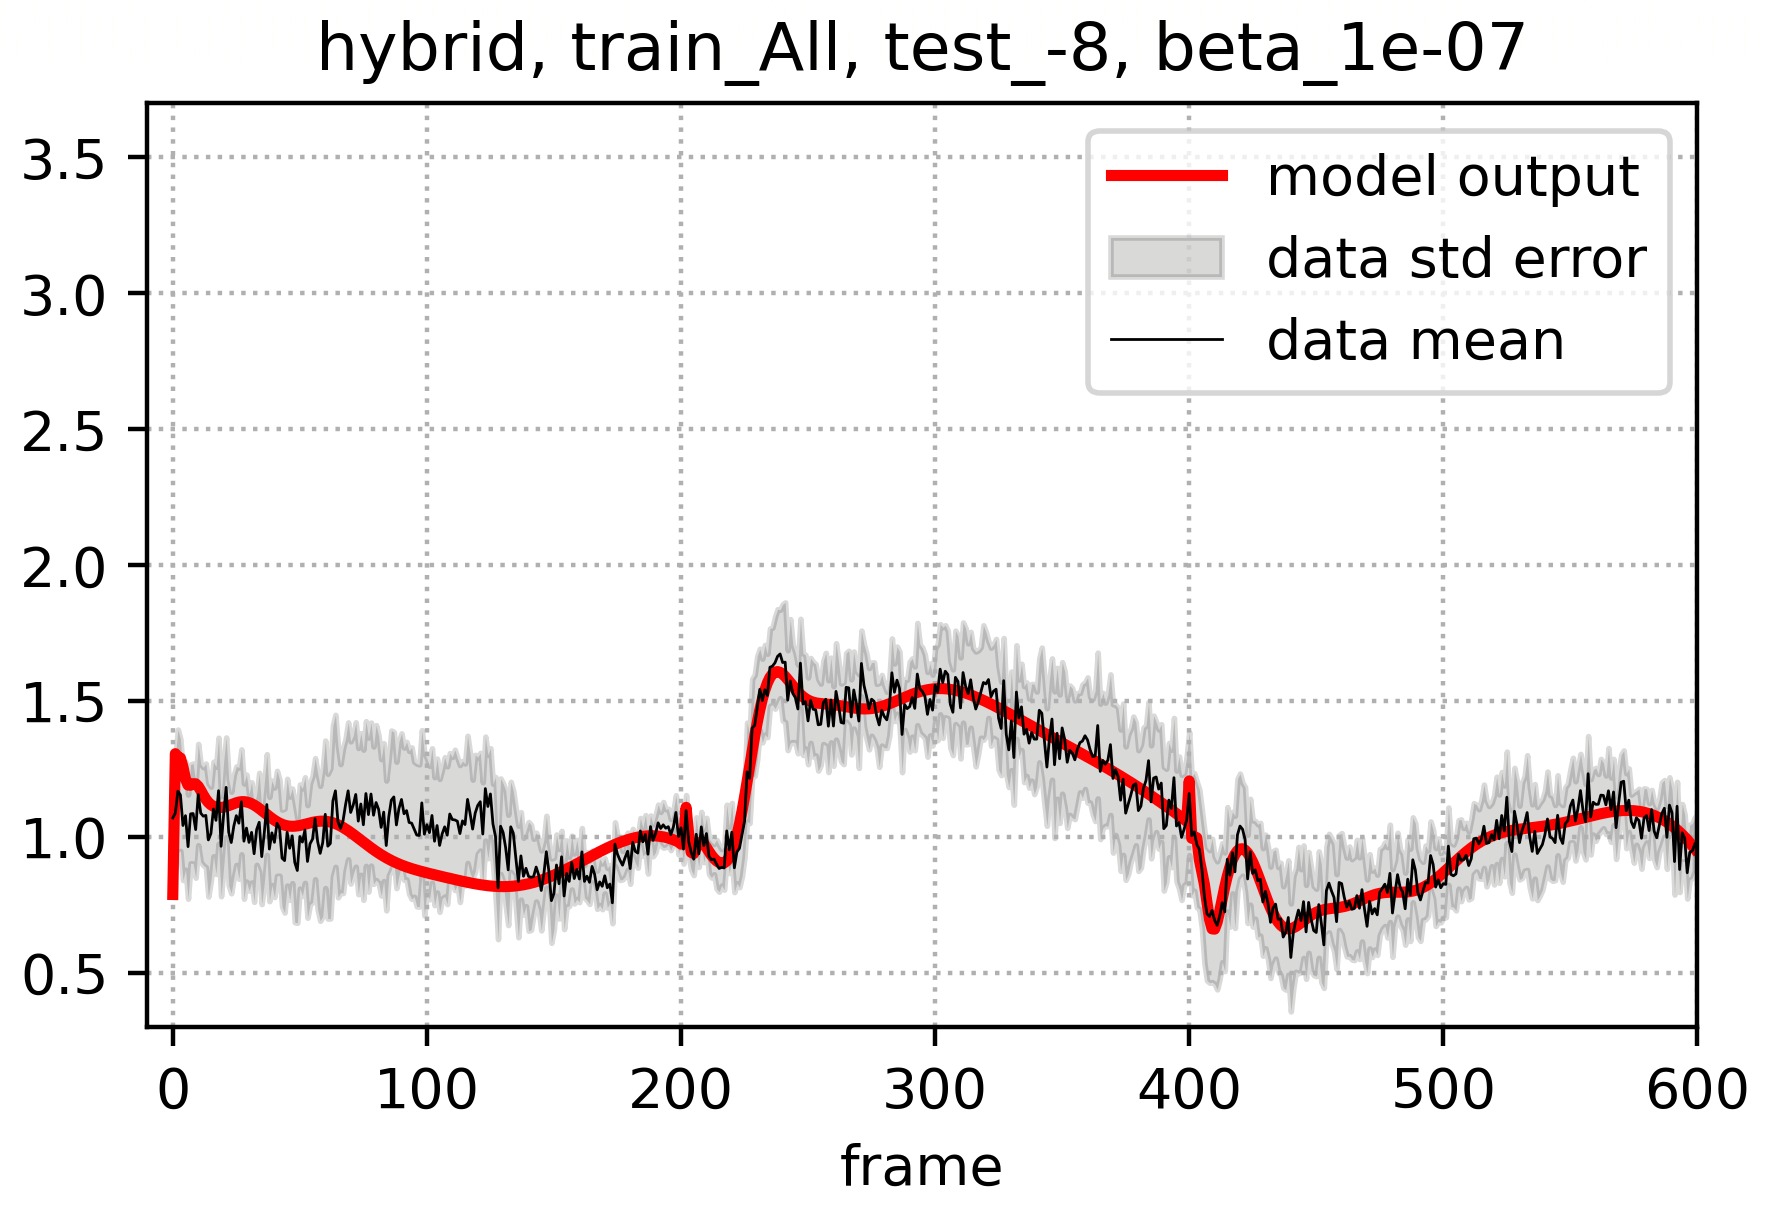 hybrid, train_All, test_-8, beta_1e-07
3.5
3.0
2.5
2.0
1.5
1.0
0.5
model output
data std error
data mean
0 100 200 300 400 500 600
frame